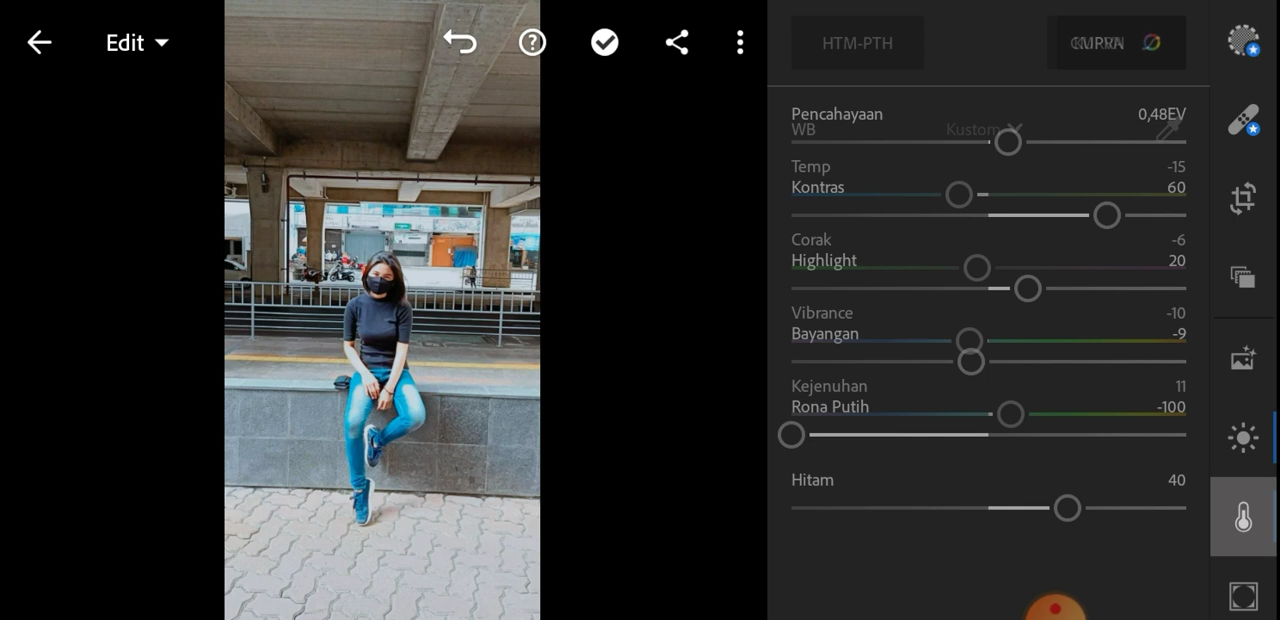 Edit
HTM-PTH
KURVA
Pencahayaan 0,48EV
WB Kustom
Temp -15
Kontras 60
Corak -6
Highlight 20
Vibrance -10
Bayangan -9
Kejenuhan 11
Rona Putih -100
Hitam 40